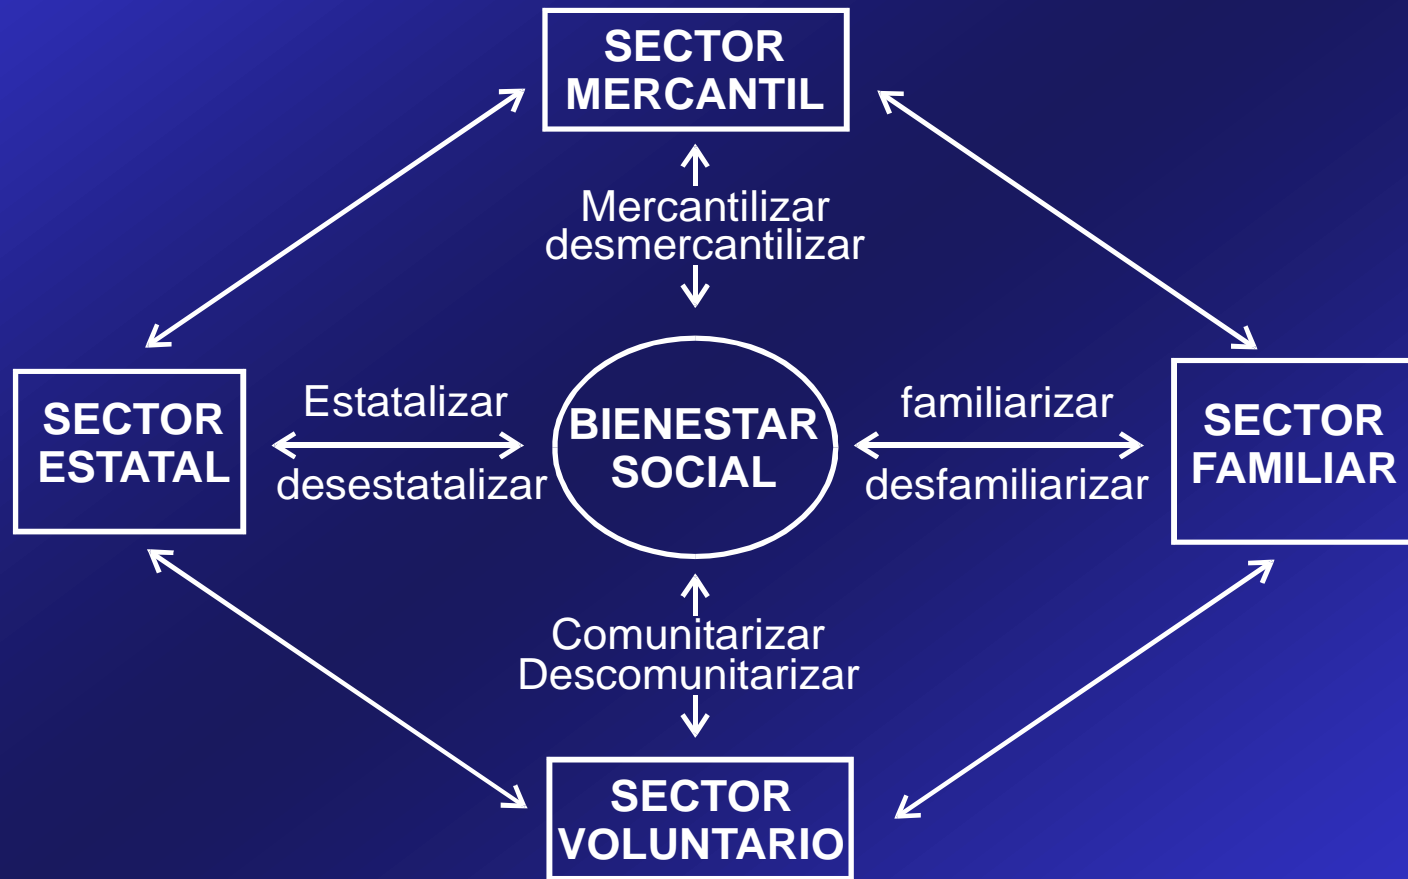 SECTOR
MERCANTIL
Mercantilizar
desmercantilizar
SECTOR
ESTATAL
Estatalizar
desestatalizar
BIENESTAR
SOCIAL
familiarizar
desfamiliarizar
SECTOR
FAMILIAR
Comunitarizar
Descomunitarizar
SECTOR
VOLUNTARIO